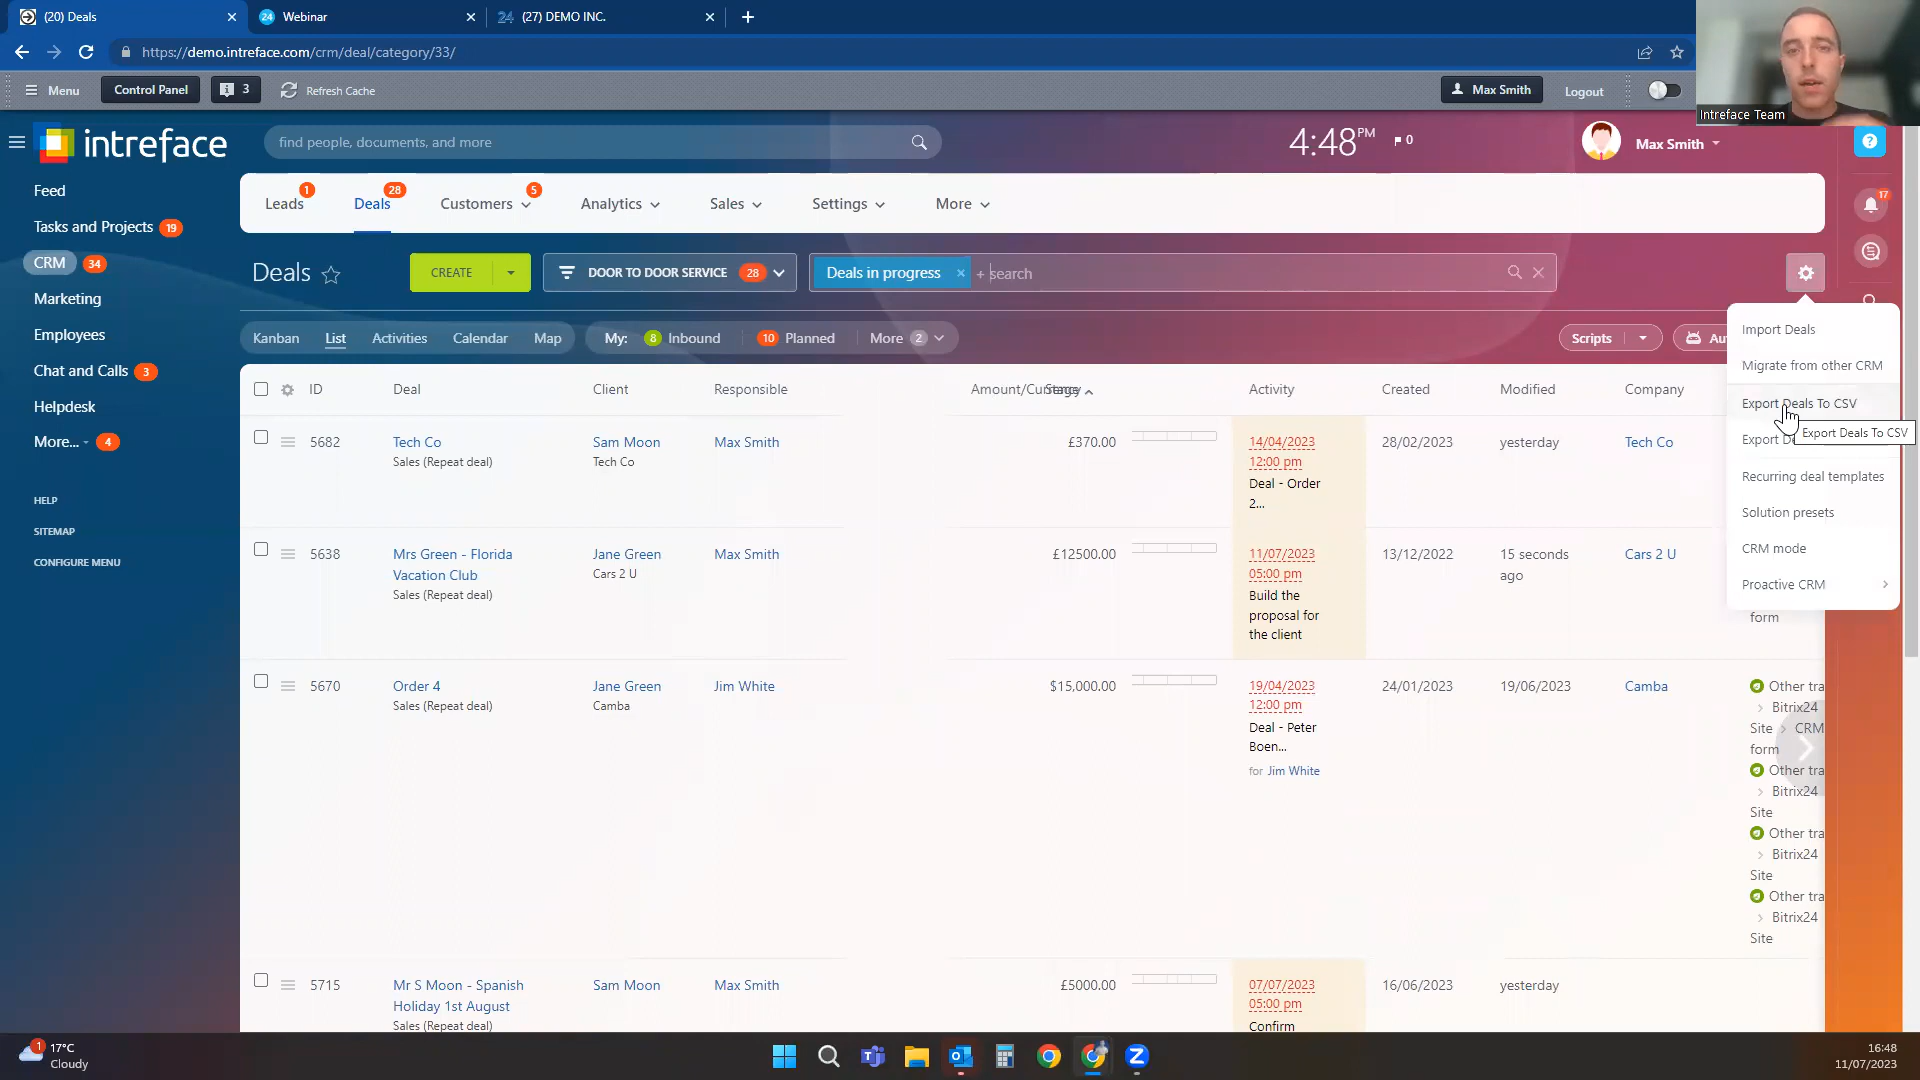 (20) Deals
Webinar
(27) DEMO INC.
https://demo.intreface.com/crm/deal/category/33/
Menu
Control Panel
3
Refresh Cache
Max Smith
Logout
Intreface Team
intreface
find people, documents, and more
4:48 PM
0
Max Smith
17
Feed
Tasks and Projects 19
CRM 34
Marketing
Employees
Chat and Calls 3
Helpdesk
More... 4
HELP
SITEMAP
CONFIGURE MENU
Leads 1
Deals 28
Customers 5
Analytics
Sales
Settings
More
Deals
CREATE
DOOR TO DOOR SERVICE 28
Deals in progress
+ search
Kanban
List
Activities
Calendar
Map
My:
8 Inbound
10 Planned
More 2
Scripts
Import Deals
Migrate from other CRM
Export Deals To CSV
Export Deals To CSV
Export
Recurring deal templates
Solution presets
CRM mode
Proactive CRM
ID
Deal
Client
Responsible
Amount/Currency
Stage
Activity
Created
Modified
Company
5682
Tech Co
Sales (Repeat deal)
Sam Moon
Tech Co
Max Smith
£370.00
14/04/2023
12:00 pm
Deal - Order
2...
28/02/2023
yesterday
Tech Co
5638
Mrs Green - Florida
Vacation Club
Sales (Repeat deal)
Jane Green
Cars 2 U
Max Smith
£12500.00
11/07/2023
05:00 pm
Build the
proposal for
the client
13/12/2022
15 seconds
ago
Cars 2 U
form
5670
Order 4
Sales (Repeat deal)
Jane Green
Camba
Jim White
$15,000.00
19/04/2023
12:00 pm
Deal - Peter
Boen...
for Jim White
24/01/2023
19/06/2023
Camba
Other tra
Bitrix24
Site > CRM
form
Other tra
Bitrix24
Site
Other tra
Bitrix24
Site
Other tra
Bitrix24
Site
5715
Mr S Moon - Spanish
Holiday 1st August
Sales (Repeat deal)
Sam Moon
Max Smith
£5000.00
07/07/2023
05:00 pm
Confirm
16/06/2023
yesterday
1
17°C
Cloudy
16:48
11/07/2023